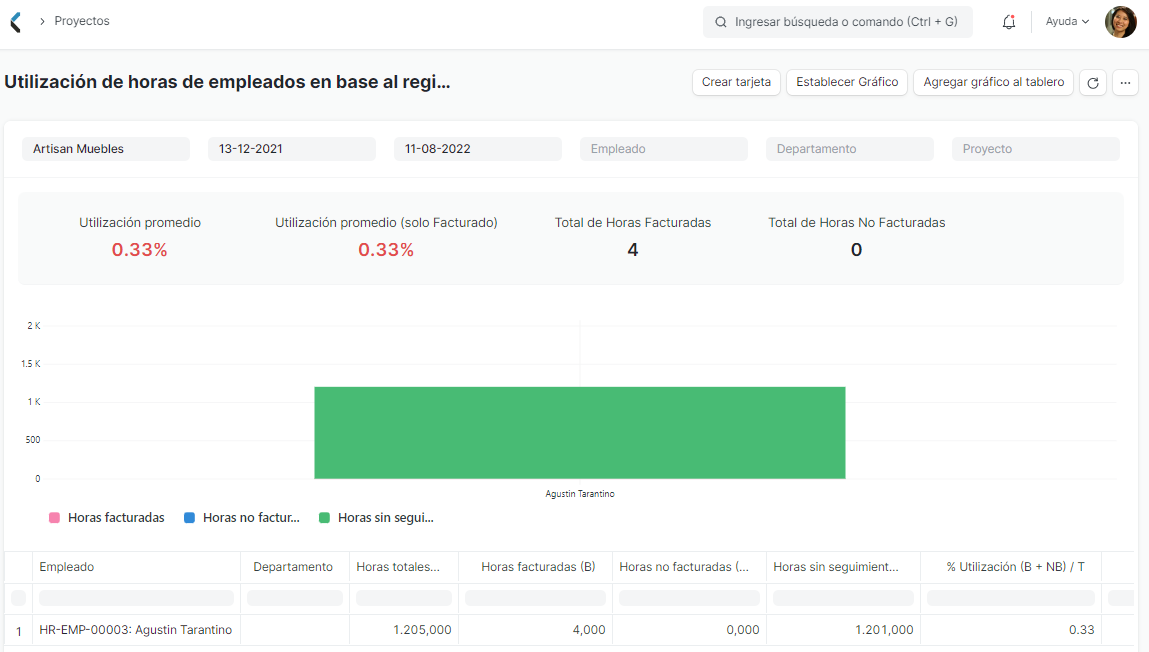 Proyectos
Ingresar búsqueda o comando (Ctrl + G)
Ayuda
Utilización de horas de empleados en base al regi...
Crear tarjeta
Establecer Gráfico
Agregar gráfico al tablero
Artisan Muebles
13-12-2021
11-08-2022
Empleado
Departamento
Proyecto
Utilización promedio
0.33%
Utilización promedio (solo Facturado)
0.33%
Total de Horas Facturadas
4
Total de Horas No Facturadas
0
2 K
1.5 K
1 K
500
0
Agustin Tarantino
Horas facturadas
Horas no factur...
Horas sin segui...
Empleado Departamento Horas totales... Horas facturadas (B) Horas no facturadas (... Horas sin seguimient... % Utilización (B + NB) / T
1 HR-EMP-00003: Agustin Tarantino 1.205,000 4,000 0,000 1.201,000 0.33